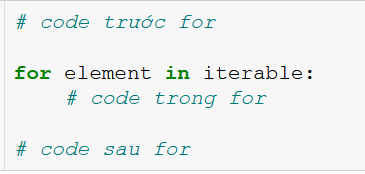 # code trước for
for element in iterable:
# code trong for
# code sau for